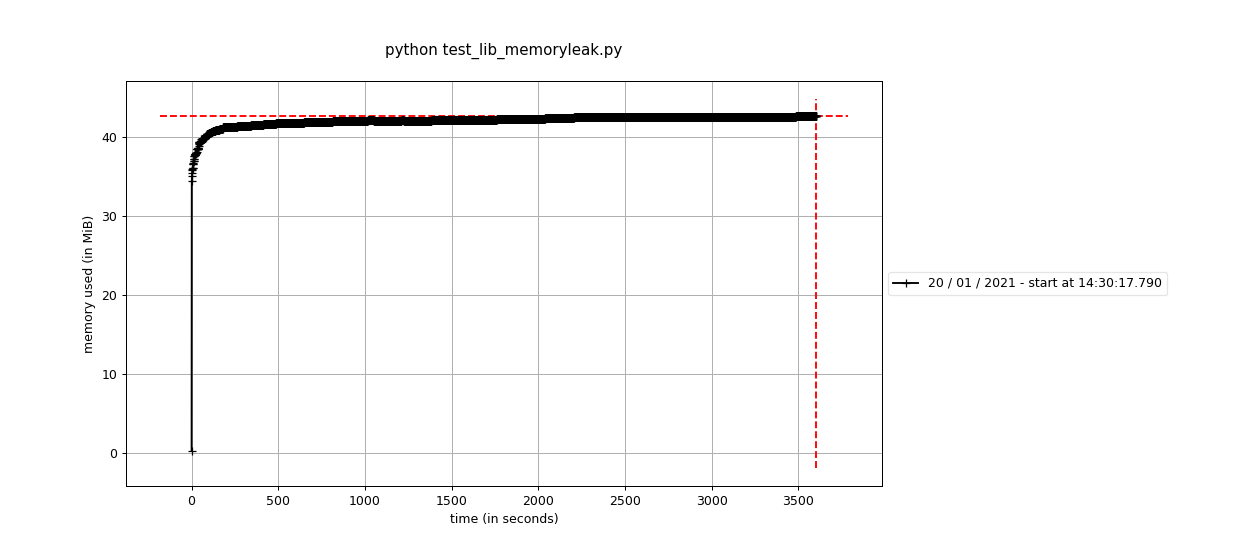 python test_lib_memoryleak.py
memory used (in MiB)
40
30
20
10
0
0 500 1000 1500 2000 2500 3000 3500
time (in seconds)
20 / 01 / 2021 - start at 14:30:17.790